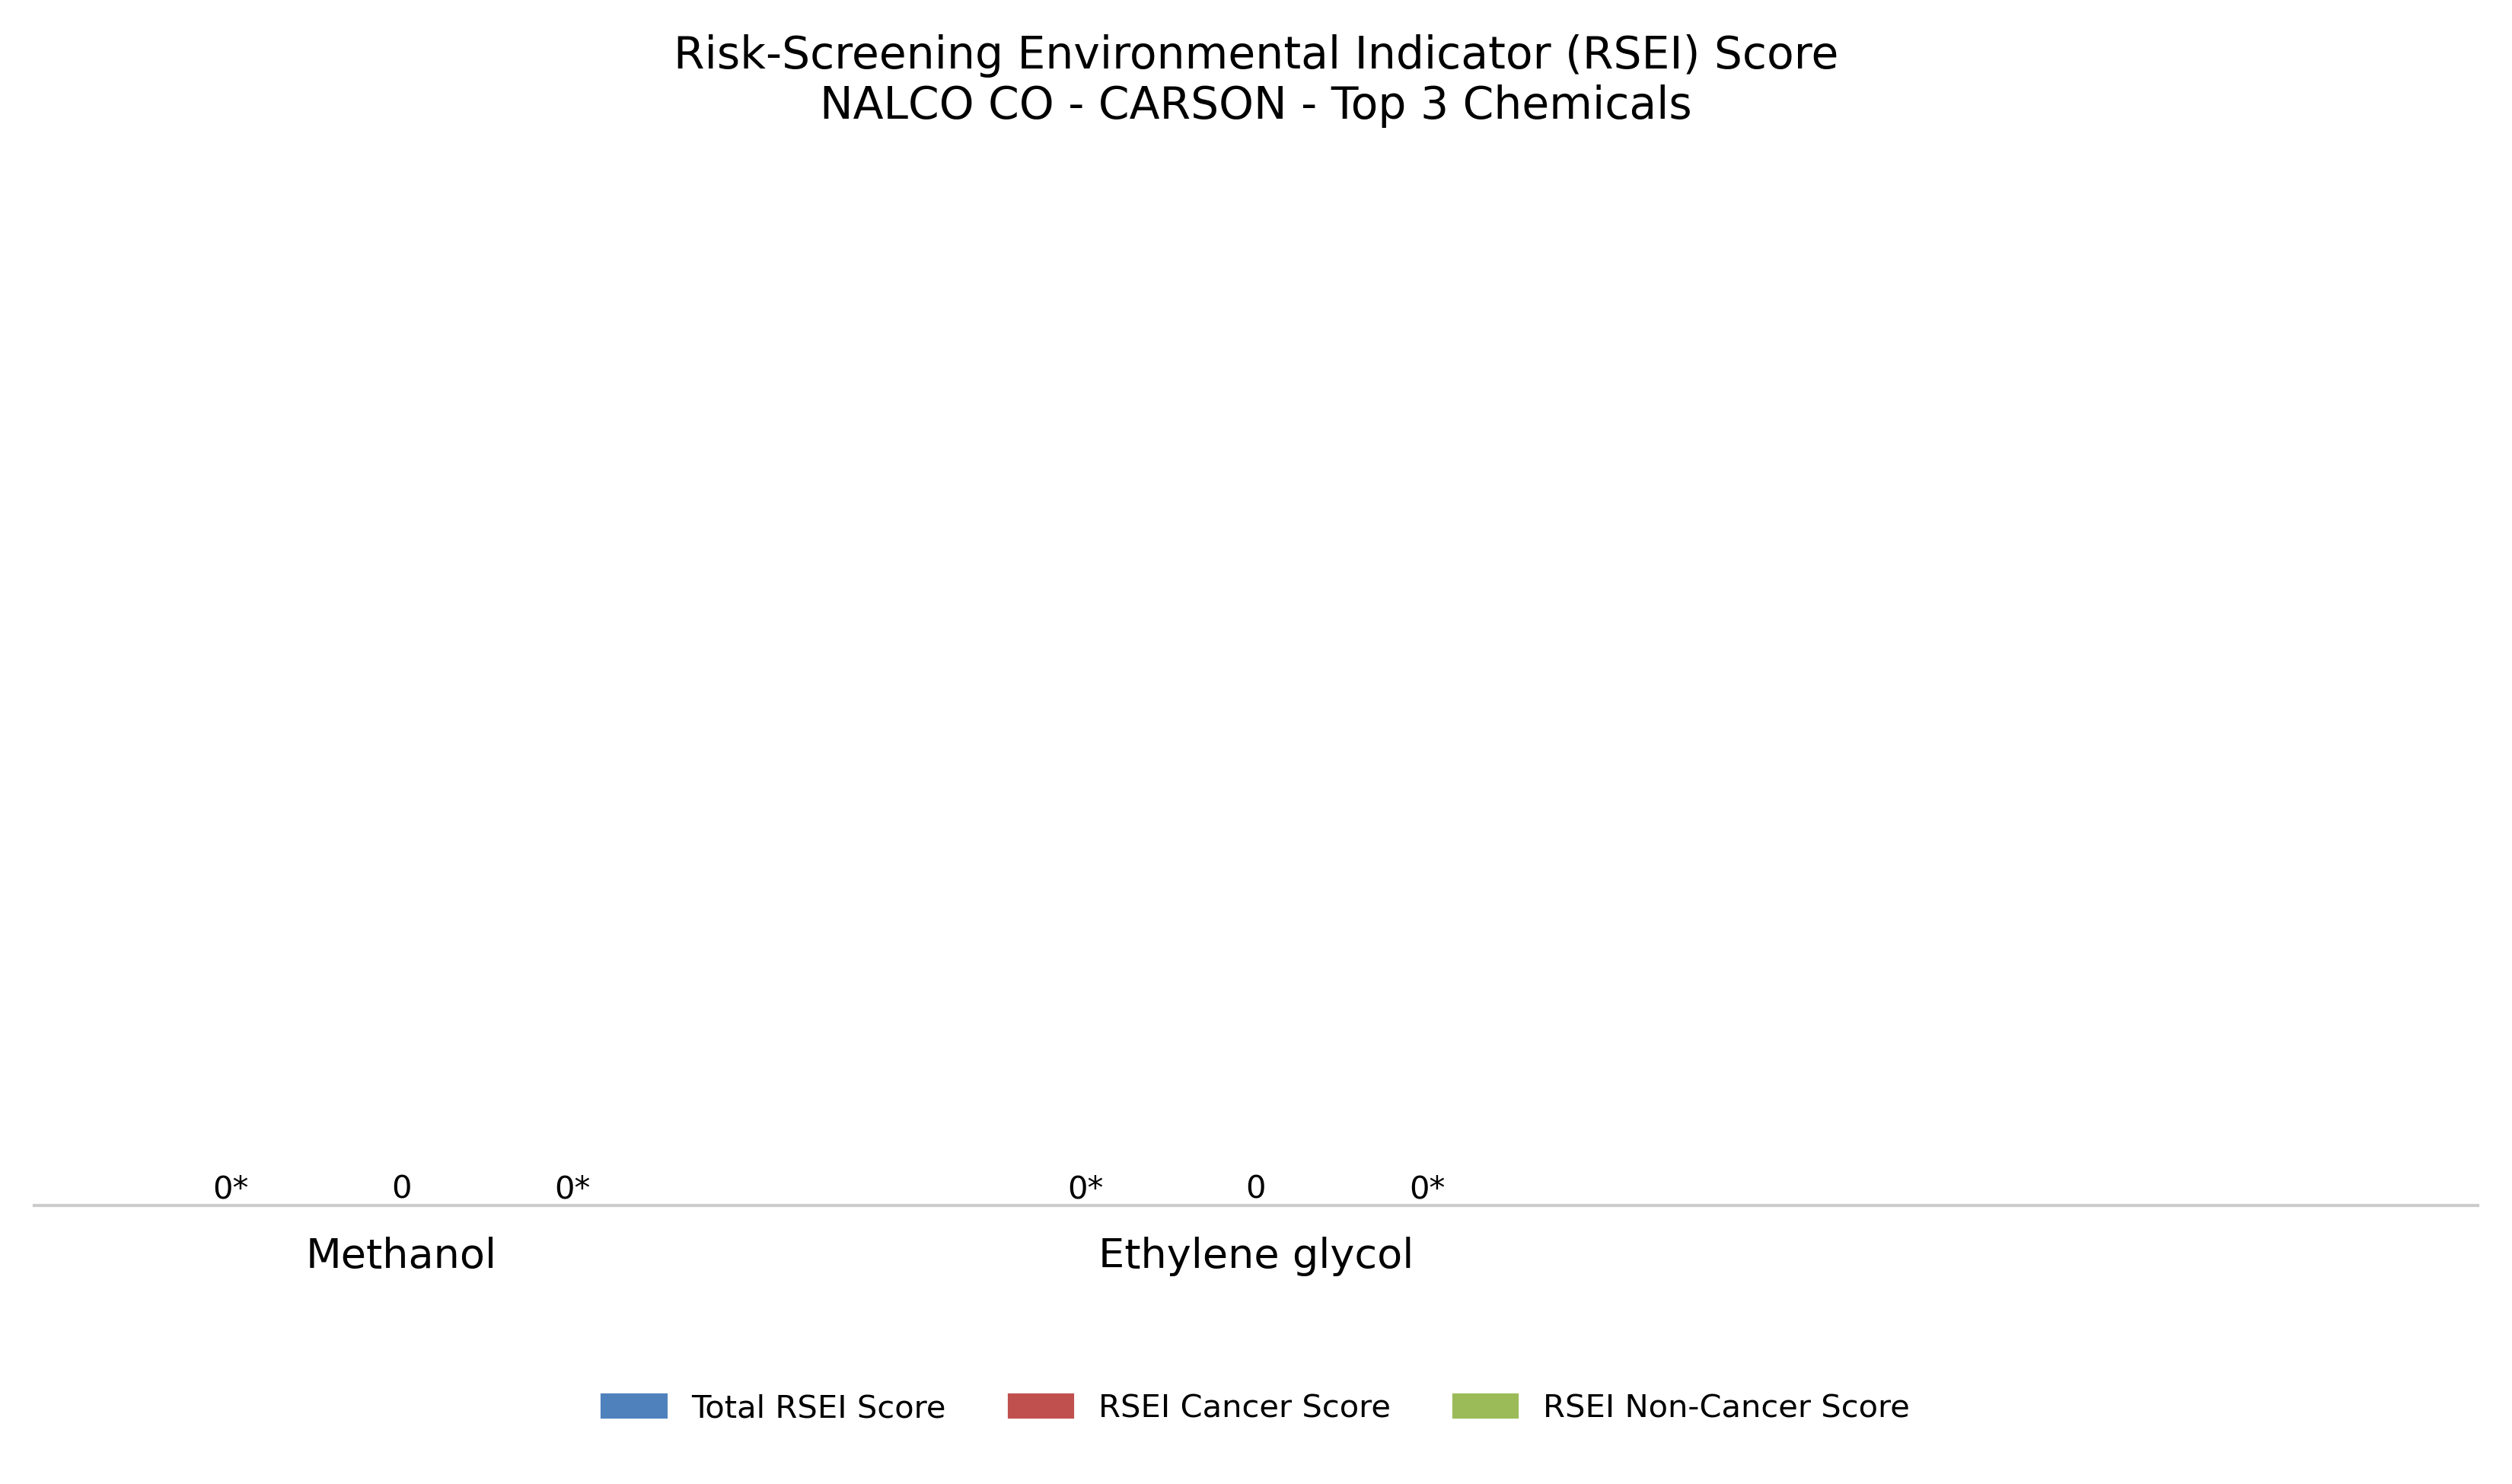 Risk-Screening Environmental Indicator (RSEI) Score
NALCO CO - CARSON - Top 3 Chemicals
0* 0 0* 0* 0 0*
Methanol Ethylene glycol
Total RSEI Score RSEI Cancer Score RSEI Non-Cancer Score